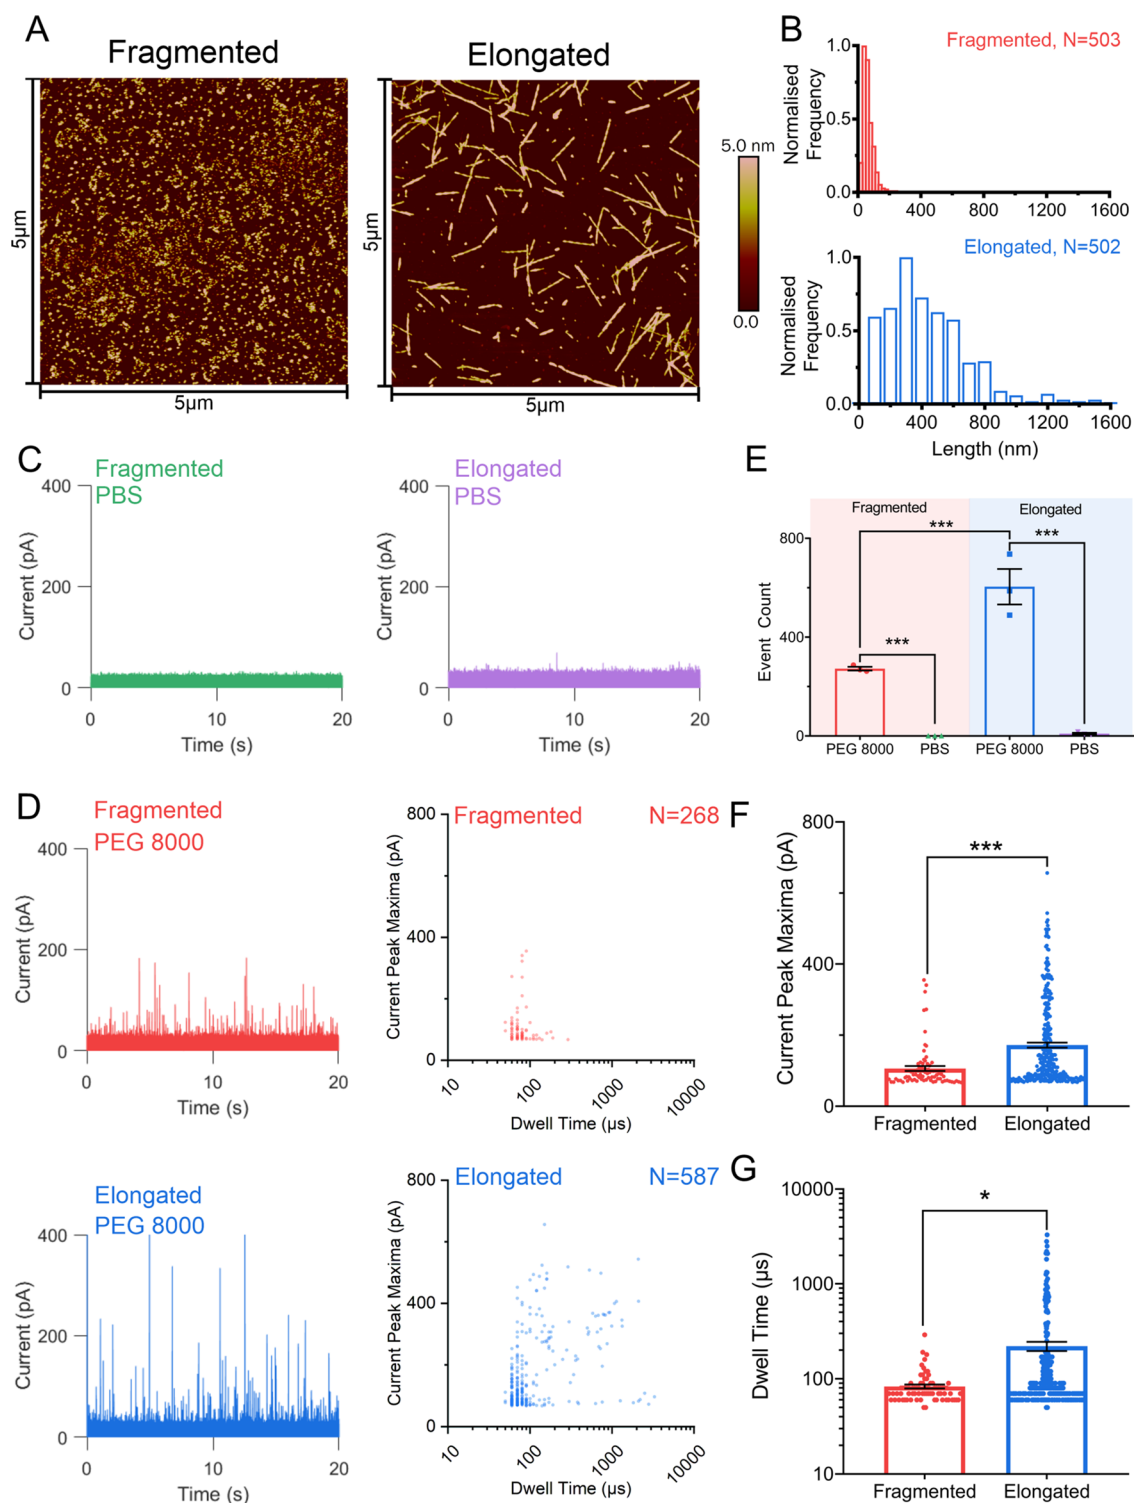 A
Fragmented
Elongated
5µm
5µm
5µm
5µm
5.0 nm
0.0
B
Fragmented, N=503
Normalised
Frequency
1.0
0.5
0.0
0 400 800 1200 1600
Elongated, N=502
Normalised
Frequency
1.0
0.5
0.0
0 400 800 1200 1600
Length (nm)
C
Fragmented
PBS
Current (pA)
400
200
0
0 10 20
Time (s)
Elongated
PBS
Current (pA)
400
200
0
0 10 20
Time (s)
E
Fragmented
Elongated
***
***
***
Event Count
800
400
0
PEG 8000 PBS PEG 8000 PBS
D
Fragmented
PEG 8000
Current (pA)
400
200
0
0 10 20
Time (s)
Fragmented N=268
Current Peak Maxima (pA)
800
400
0
10 100 1000 10000
Dwell Time (µs)
Elongated
PEG 8000
Current (pA)
400
200
0
0 10 20
Time (s)
Elongated N=587
Current Peak Maxima (pA)
800
400
0
10 100 1000 10000
Dwell Time (µs)
F
Current Peak Maxima (pA)
800
400
0
***
Fragmented Elongated
G
Dwell Time (µs)
10000
1000
100
10
*
Fragmented Elongated